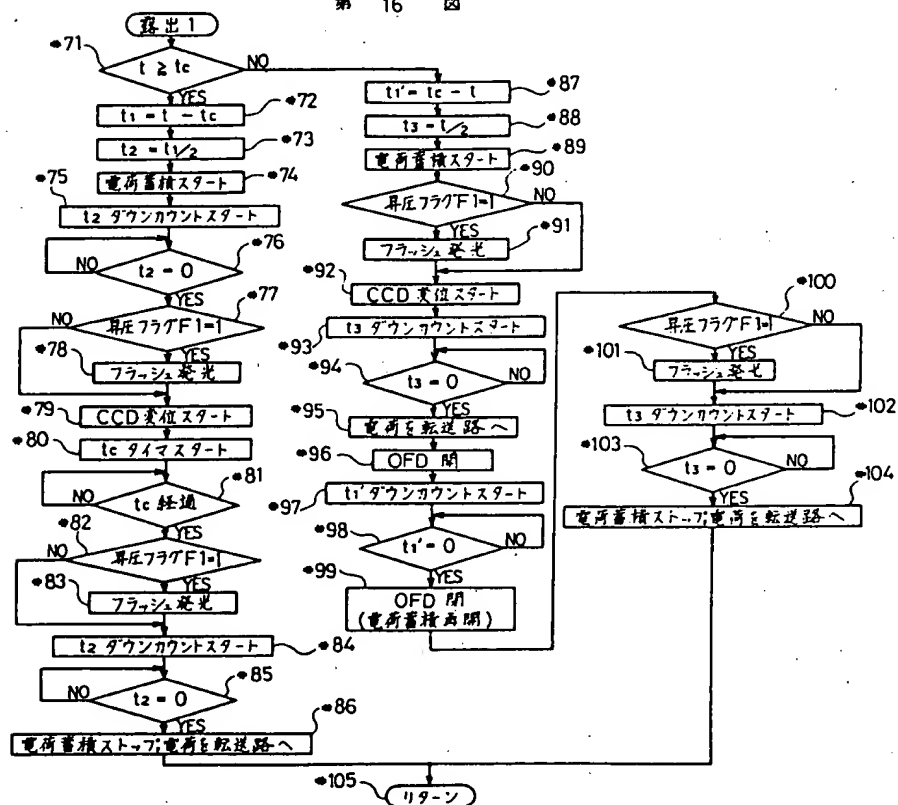 第 16 図
露出1
*71
t ≧ tc
NO
YES
*72
t1 = t - tc
*73
t2 = t1/2
*74
電荷蓄積スタート
*75
t2 ダウンカウントスタート
*76
t2 = 0
NO
YES
*77
昇圧フラグF1=1
NO
YES
*78
フラッシュ発光
*79
CCD変位スタート
*80
tc タイマスタート
*81
tc 経過
NO
*82
昇圧フラグF1=1
NO
YES
*83
フラッシュ発光
t2 ダウンカウントスタート
*84
*85
t2 = 0
NO
YES
*86
電荷蓄積ストップ;電荷を転送路へ
*87
t1' = tc - t
*88
t3 = t/2
*89
電荷蓄積スタート
*90
昇圧フラグF1=1
NO
YES
*91
フラッシュ発光
*92
CCD変位スタート
*93
t3 ダウンカウントスタート
*94
t3 = 0
NO
YES
*95
電荷を転送路へ
*96
OFD 開
*97
t1' ダウンカウントスタート
*98
t1' = 0
NO
YES
*99
OFD 閉
(電荷蓄積再開)
*100
昇圧フラグF1=1
NO
YES
*101
フラッシュ発光
t3 ダウンカウントスタート
*102
*103
t3 = 0
NO
YES
*104
電荷蓄積ストップ;電荷を転送路へ
*105
リターン